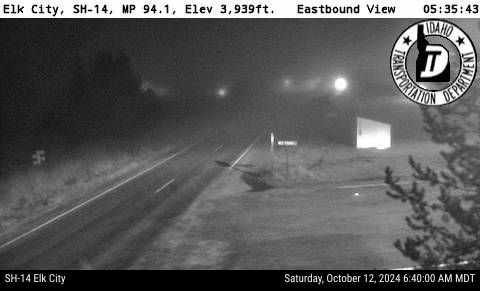 Elk City, SH-14, MP 94.1, Elev 3,939ft. Eastbound View 05:35:43
IDAHO
TRANSPORTATION DEPARTMENT
SH-14 Elk City Saturday, October 12, 2024 6:40:00 AM MDT